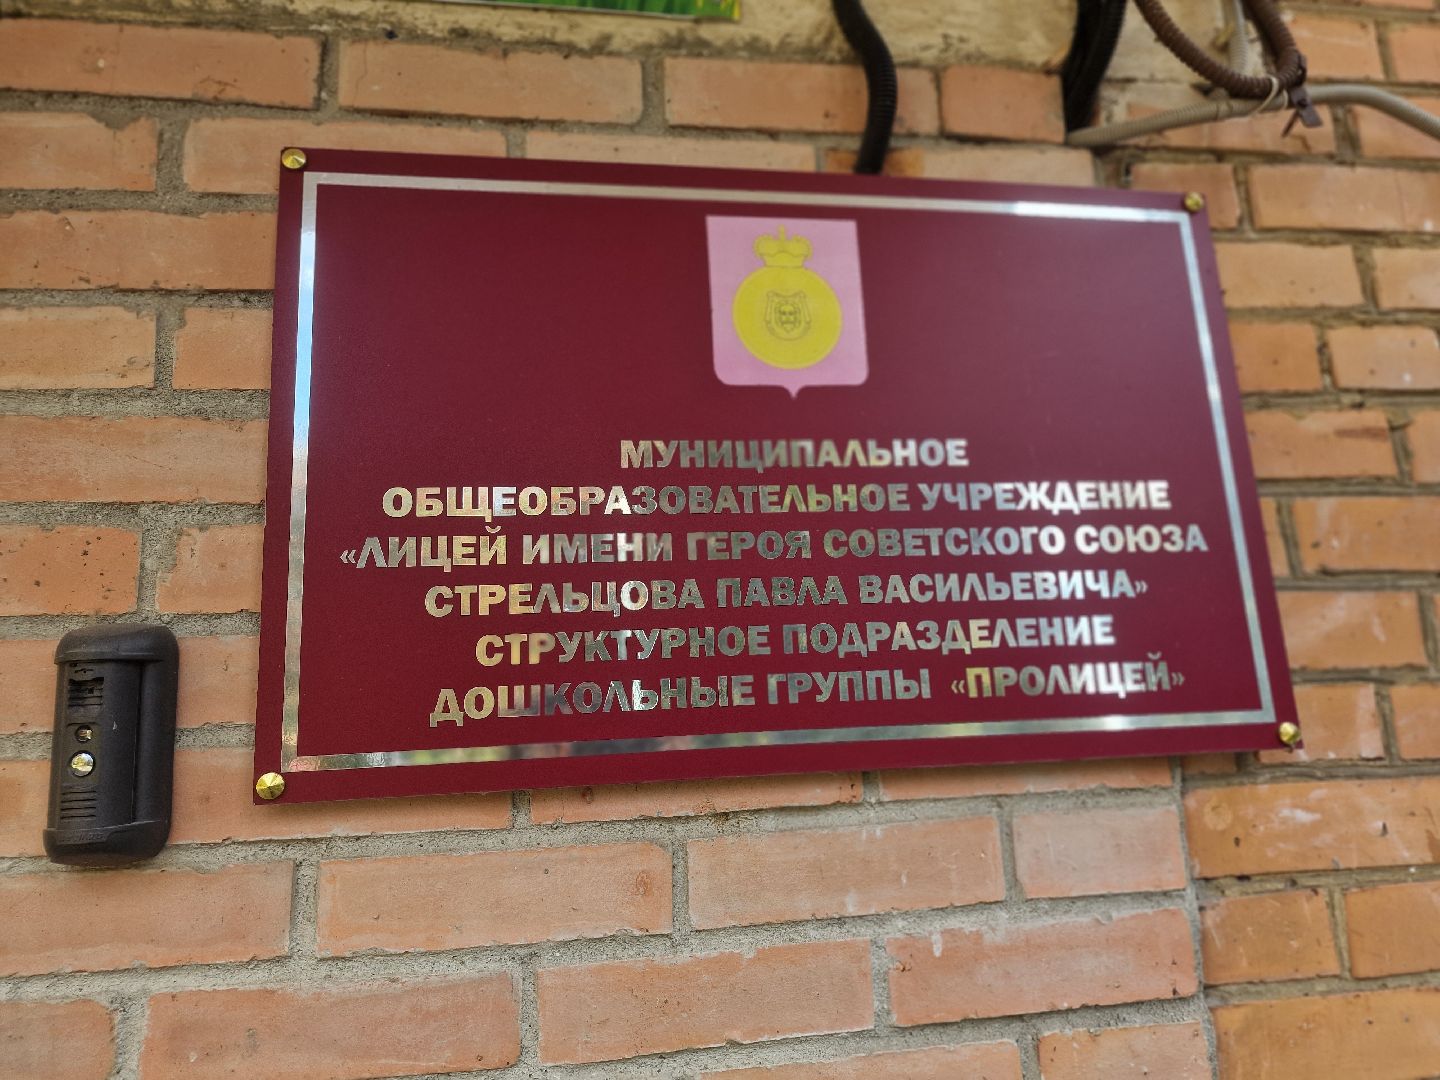 МУНИЦИПАЛЬНОЕ
ОБЩЕОБРАЗОВАТЕЛЬНОЕ УЧРЕЖДЕНИЕ
«ЛИЦЕЙ ИМЕНИ ГЕРОЯ СОВЕТСКОГО СОЮЗА
СТРЕЛЬЦОВА ПАВЛА ВАСИЛЬЕВИЧА»
СТРУКТУРНОЕ ПОДРАЗДЕЛЕНИЕ
ДОШКОЛЬНЫЕ ГРУППЫ «ПРОЛИЦЕЙ»